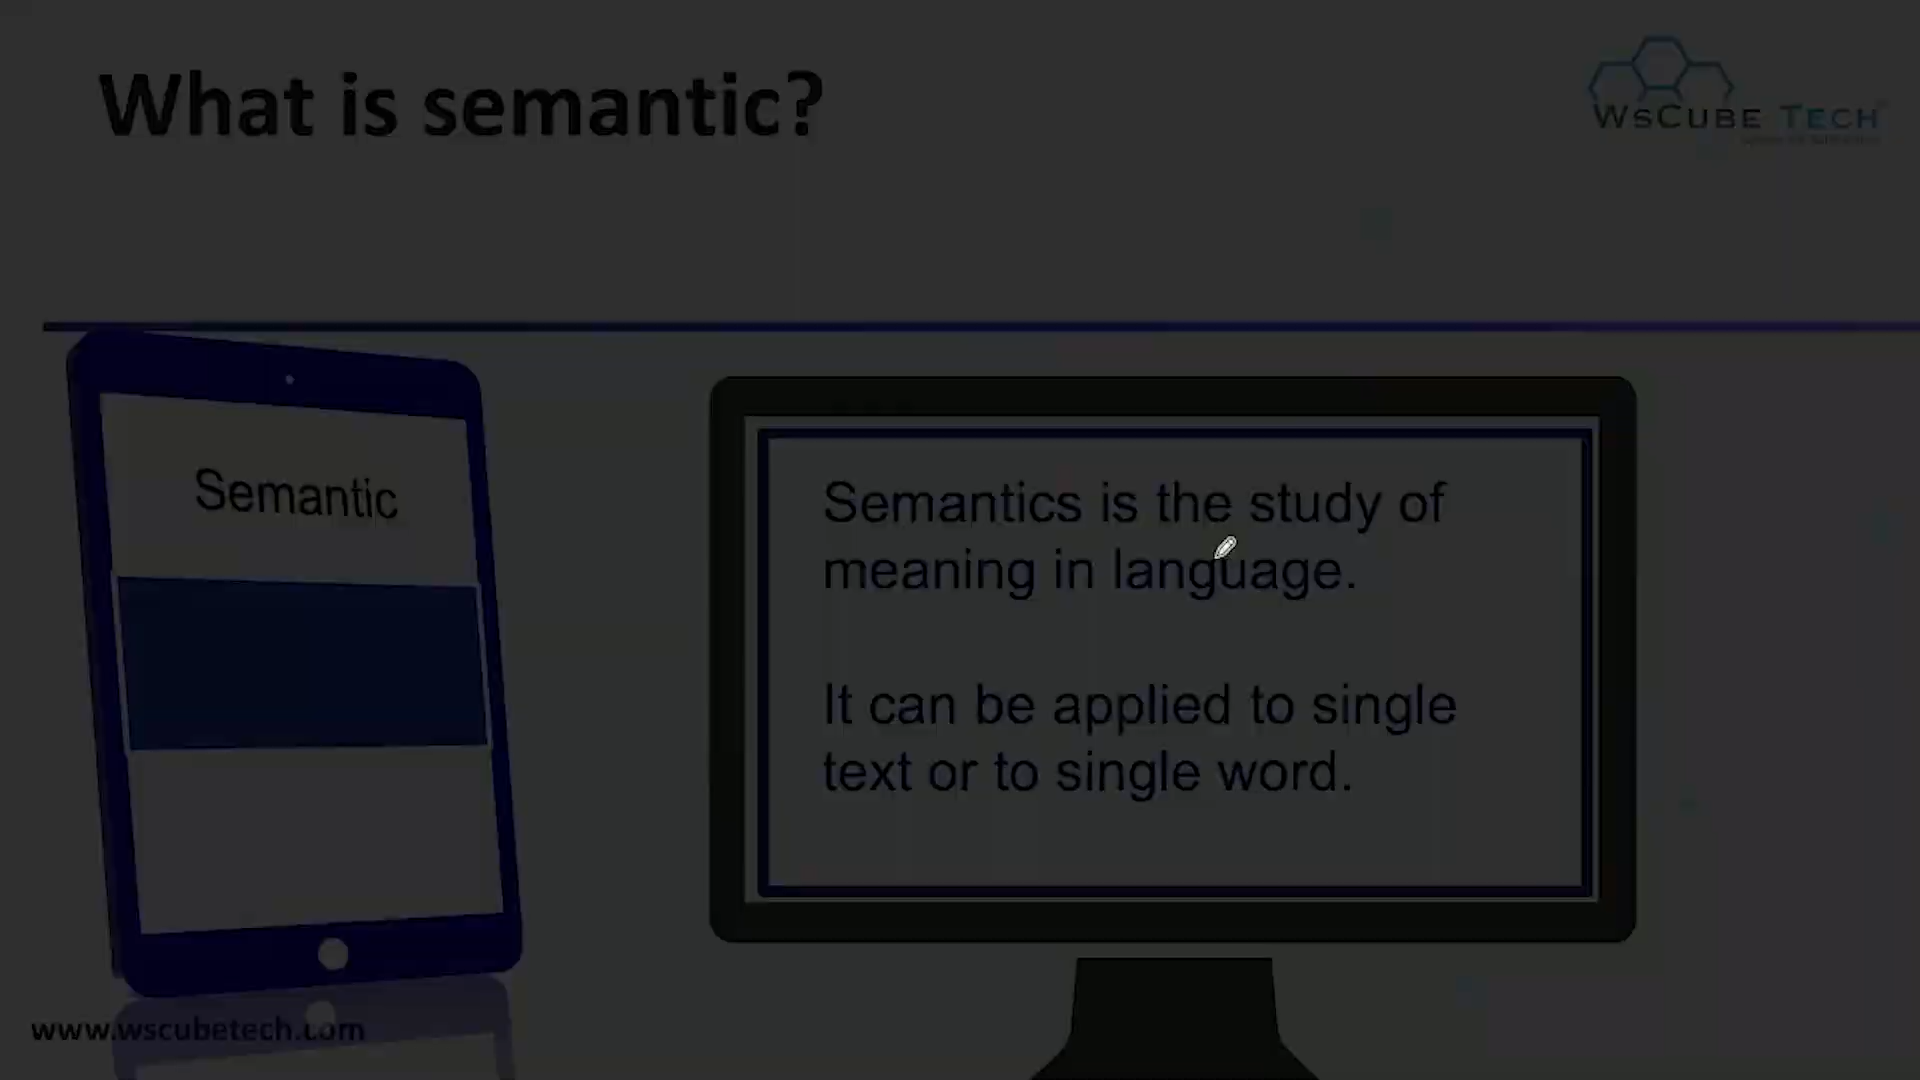 What is semantic?
WSCUBE TECH
Semantic
Semantics is the study of
meaning in language.
It can be applied to single
text or to single word.
www.wscubetech.com